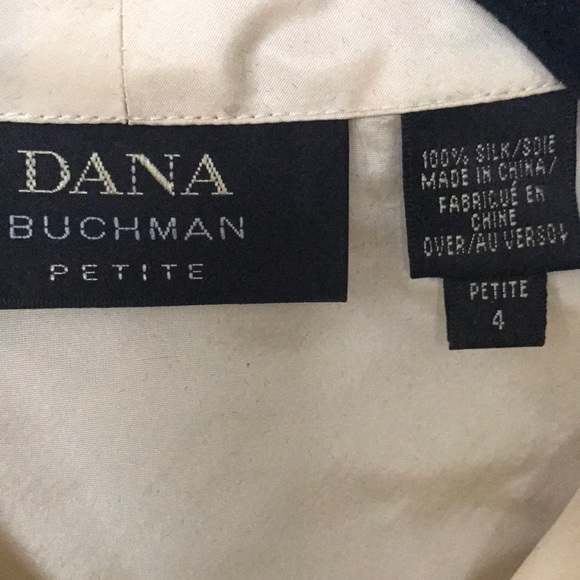 DANA
BUCHMAN
PETITE
100% SILK/SOIE
MADE IN CHINA/
FABRIQUÉ EN
CHINE
OVER/AU VERSO
PETITE
4